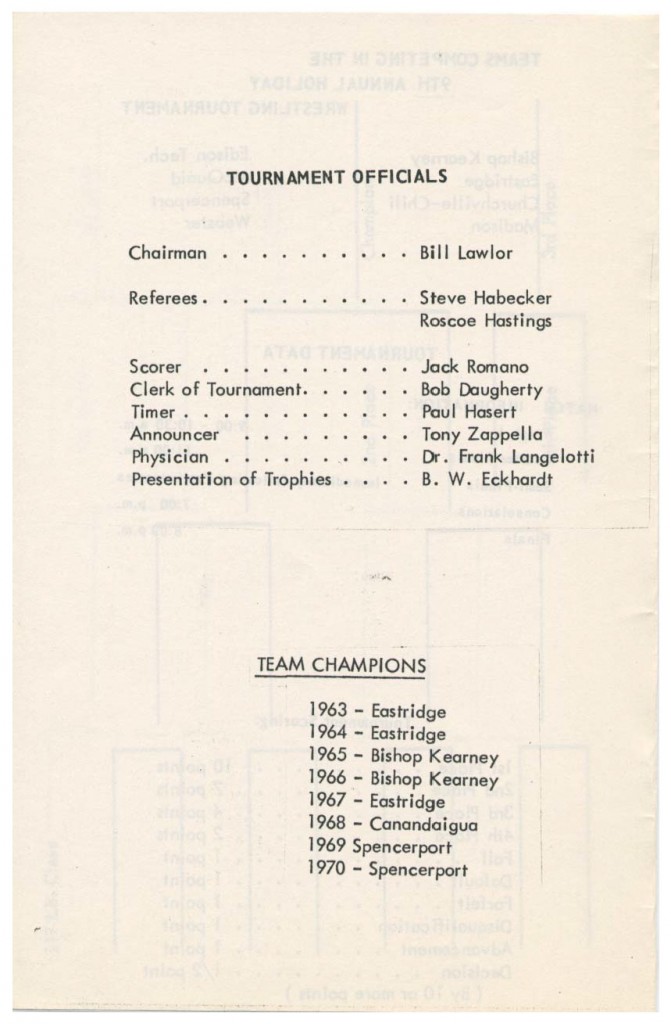 TOURNAMENT OFFICIALS
Chairman . . . . . . . . . . Bill Lawlor
Referees. . . . . . . . . . . . Steve Habecker
Roscoe Hastings
Scorer . . . . . . . . . . . Jack Romano
Clerk of Tournament. . . . . . Bob Daugherty
Timer . . . . . . . . . . . . . Paul Hasert
Announcer . . . . . . . . . . Tony Zappella
Physician . . . . . . . . . . Dr. Frank Langelotti
Presentation of Trophies . . . . B. W. Eckhardt
TEAM CHAMPIONS
1963 - Eastridge
1964 - Eastridge
1965 - Bishop Kearney
1966 - Bishop Kearney
1967 - Eastridge
1968 - Canandaigua
1969 Spencerport
1970 - Spencerport